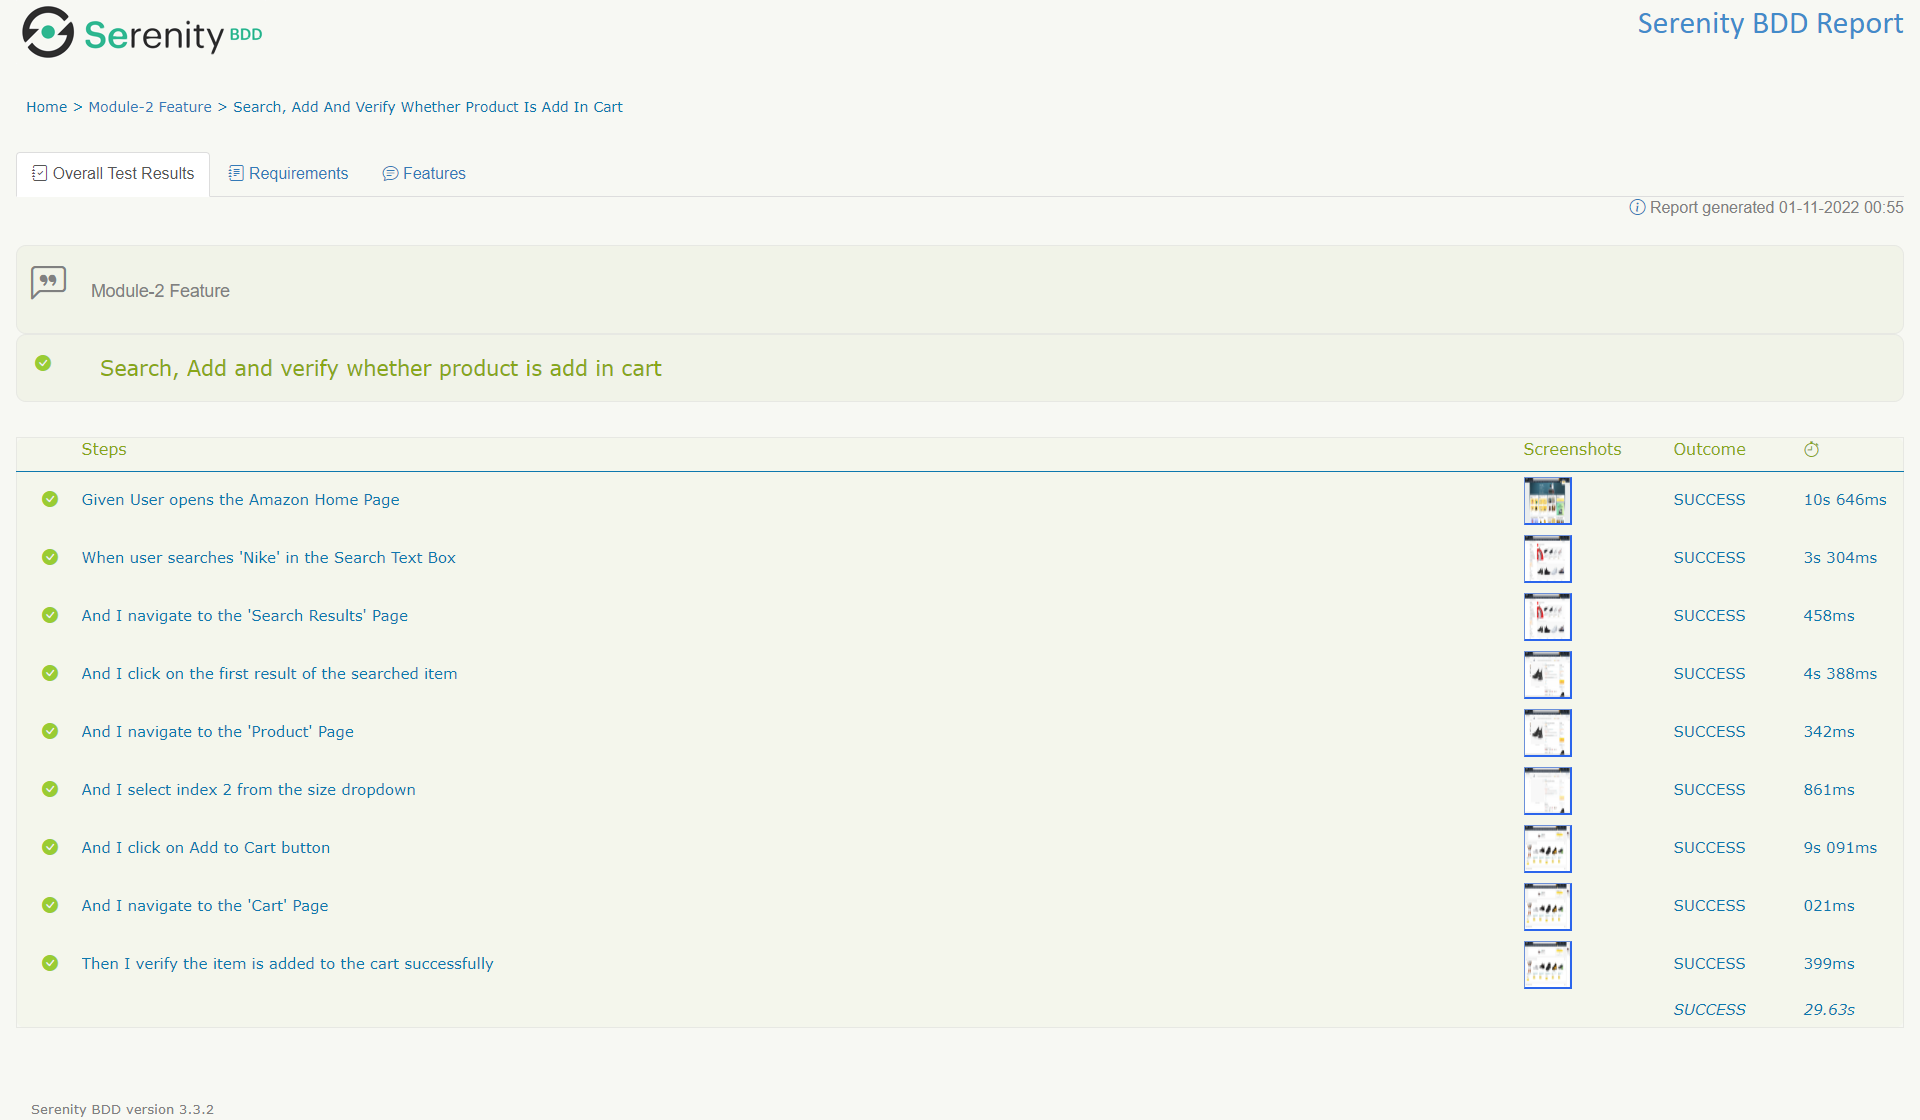 Serenity BDD
Serenity BDD Report
Home > Module-2 Feature > Search, Add And Verify Whether Product Is Add In Cart
Overall Test Results Requirements Features
Report generated 01-11-2022 00:55
Module-2 Feature
Search, Add and verify whether product is add in cart
Steps Screenshots Outcome
Given User opens the Amazon Home Page SUCCESS 10s 646ms
When user searches 'Nike' in the Search Text Box SUCCESS 3s 304ms
And I navigate to the 'Search Results' Page SUCCESS 458ms
And I click on the first result of the searched item SUCCESS 4s 388ms
And I navigate to the 'Product' Page SUCCESS 342ms
And I select index 2 from the size dropdown SUCCESS 861ms
And I click on Add to Cart button SUCCESS 9s 091ms
And I navigate to the 'Cart' Page SUCCESS 021ms
Then I verify the item is added to the cart successfully SUCCESS 399ms
SUCCESS 29.63s
Serenity BDD version 3.3.2